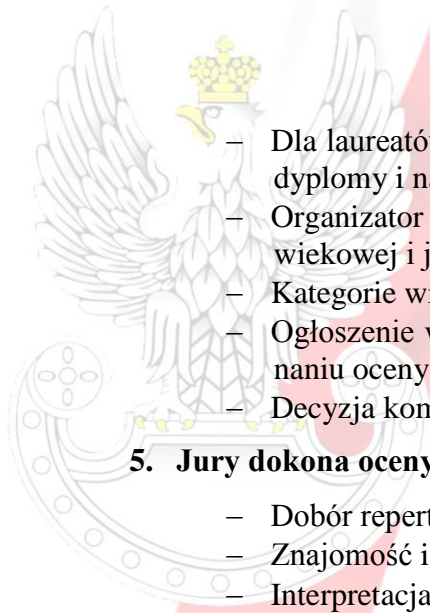 – Dla laureató
dyplomy i n
– Organizator
wiekowej i j
– Kategorie wi
– Ogłoszenie
naniu oceny
– Decyzja kom
5. Jury dokona oceny
– Dobór repert
– Znajomość i
– Interpretacja